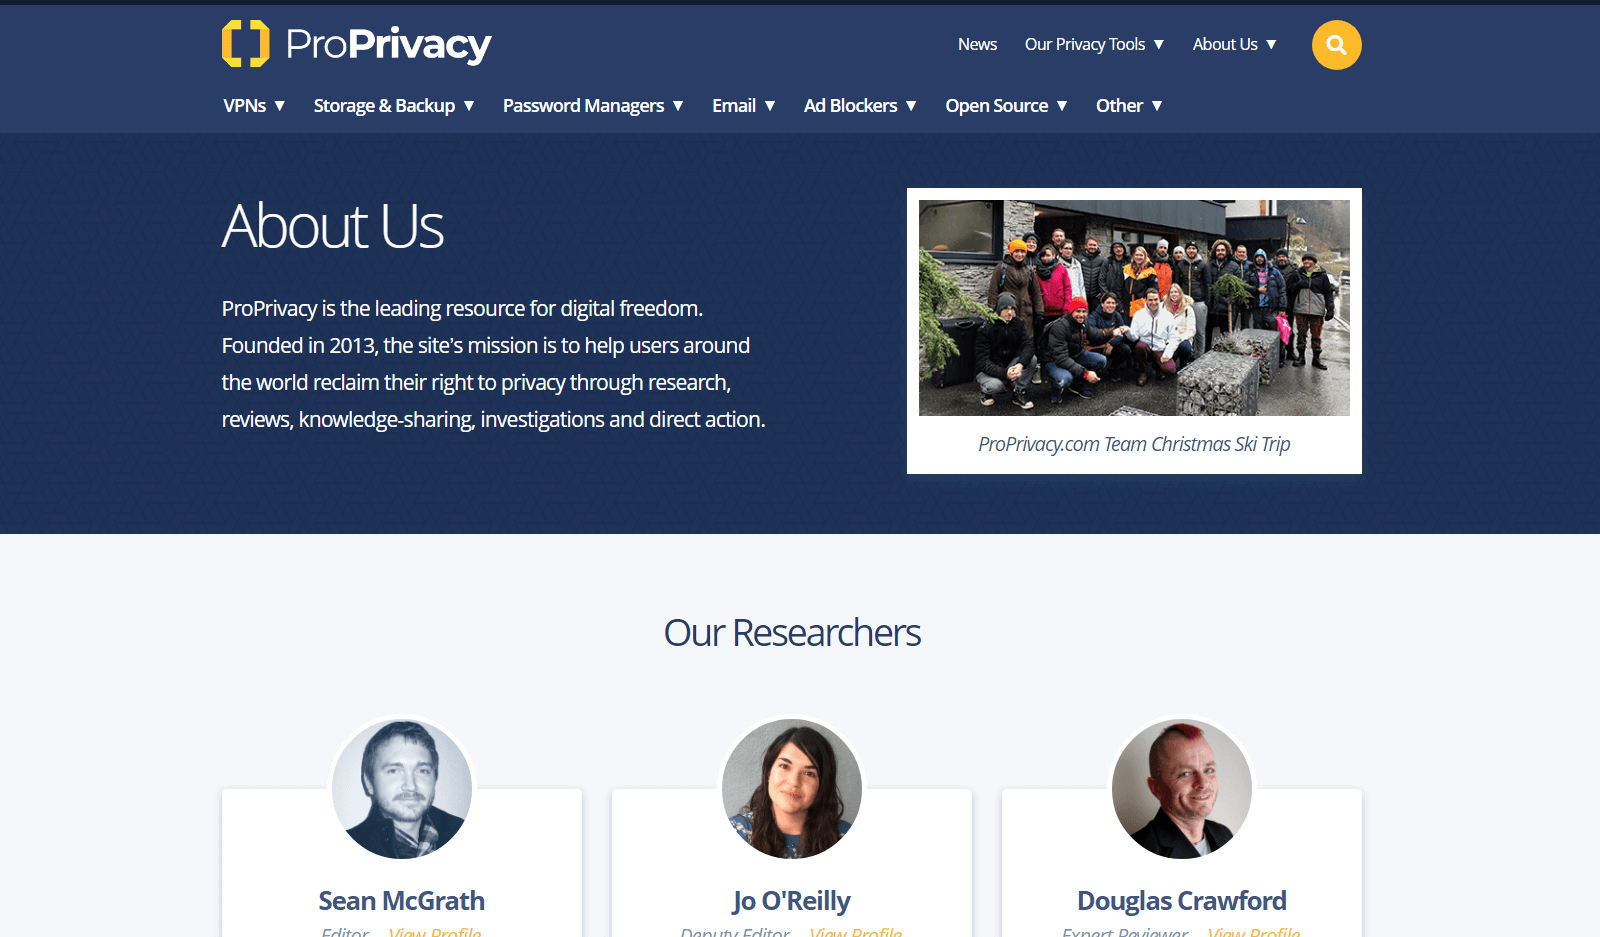 ProPrivacy
News
Our Privacy Tools ▼
About Us ▼
VPNs ▼
Storage & Backup ▼
Password Managers ▼
Email ▼
Ad Blockers ▼
Open Source ▼
Other ▼
About Us
ProPrivacy is the leading resource for digital freedom.
Founded in 2013, the site's mission is to help users around
the world reclaim their right to privacy through research,
reviews, knowledge-sharing, investigations and direct action.
ProPrivacy.com Team Christmas Ski Trip
Our Researchers
Sean McGrath
Editor View Profile
Jo O'Reilly
Deputy Editor View Profile
Douglas Crawford
Expert Reviewer View Profile